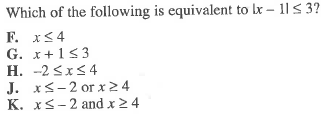 Which of the following is equivalent to |x − 1| ≤ 3?
F. x ≤ 4
G. x + 1 ≤ 3
H. −2 ≤ x ≤ 4
J. x ≤ −2 or x ≥ 4
K. x ≤ −2 and x ≥ 4